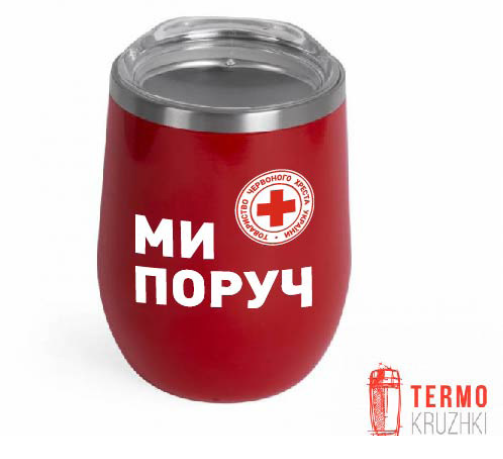 ТОВАРИСТВО ЧЕРВОНОГО ХРЕСТА УКРАЇНИ •
МИ
ПОРУЧ
TERMO
KRUZHKI